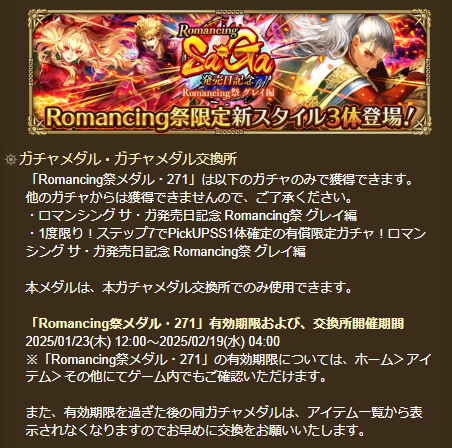 Romancing
SaGa
発売日記念
Romancing祭 グレイ編
Romancing祭限定新スタイル3体登場!
ガチャメダル・ガチャメダル交換所
「Romancing祭メダル・271」は以下のガチャのみで獲得できます。
他のガチャからは獲得できませんので、ご了承ください。
・ロマンシング サ・ガ発売日記念 Romancing祭 グレイ編
・1度限り！ステップ7でPickUPSS1体確定の有償限定ガチャ！ロマン
シング サ・ガ発売日記念 Romancing祭 グレイ編
本メダルは、本ガチャメダル交換所でのみ使用できます。
「Romancing祭メダル・271」有効期限および、交換所開催期間
2025/01/23(木) 12:00～2025/02/19(水) 04:00
※「Romancing祭メダル・271」の有効期限については、ホーム＞アイ
テム＞その他にてゲーム内でもご確認いただけます。
また、有効期限を過ぎた後の同ガチャメダルは、アイテム一覧から表
示されなくなりますのでお早めに交換をお願いいたします。